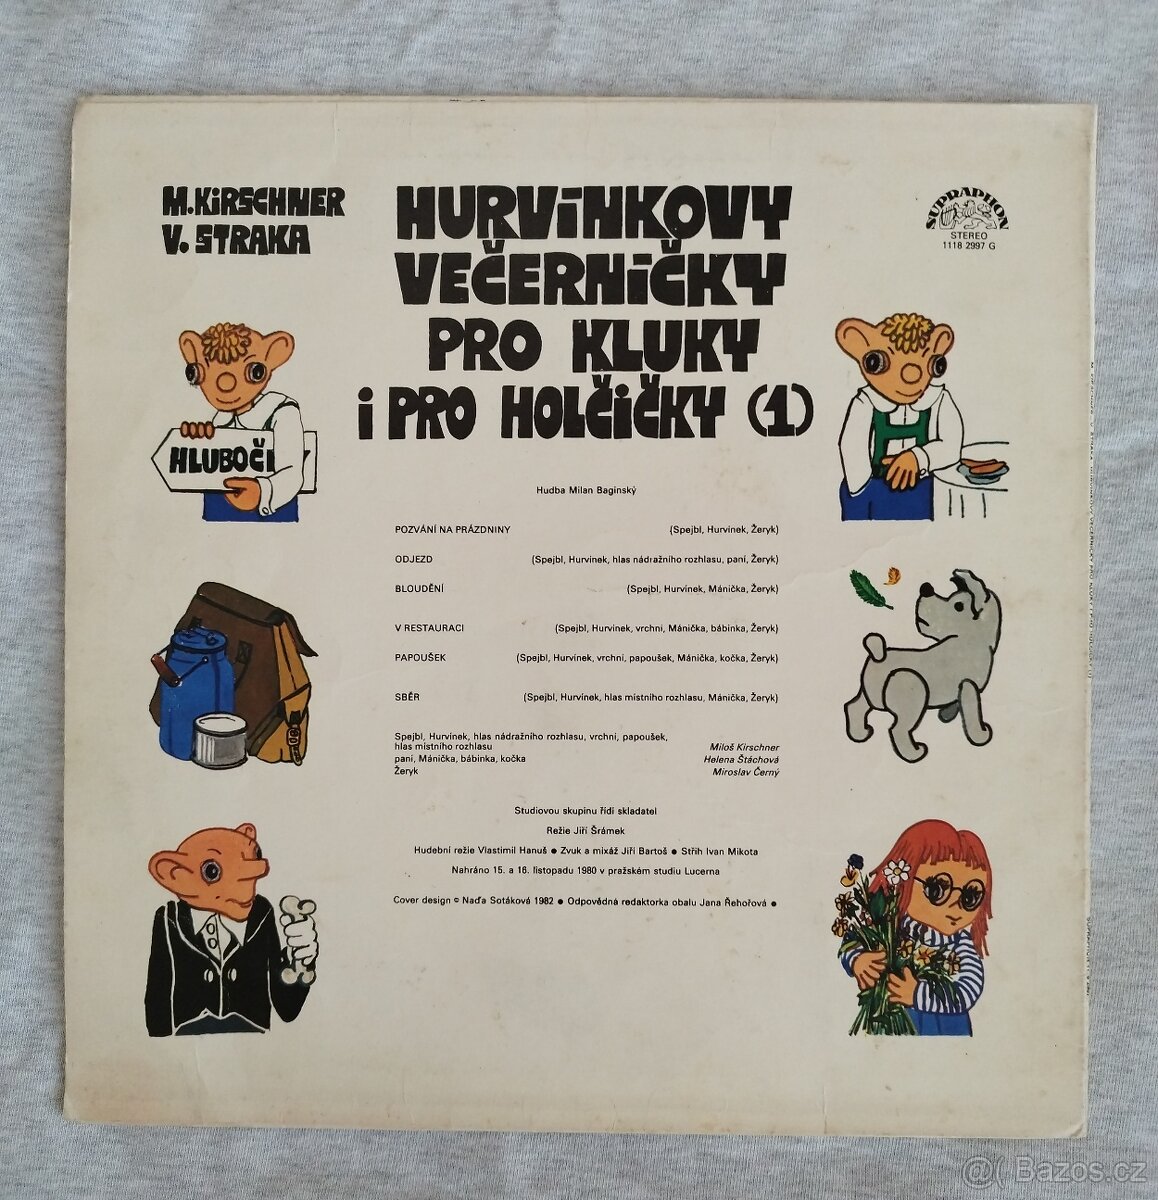 M. KiRSCHNER
V. STRAKA
HURViNKOVY
VEČERNiČKY
PRO KLUKY
i PRO HOLČiČKY (1)
SUPRAPHON
STEREO
1118 2997 G
HLUBOČi
Hudba Milan Baginský
POZVÁNÍ NA PRÁZDNINY (Spejbl, Hurvínek, Žeryk)
ODJEZD (Spejbl, Hurvínek, hlas nádražního rozhlasu, paní, Žeryk)
BLOUDĚNÍ (Spejbl, Hurvínek, Mánička, Žeryk)
V RESTAURACI (Spejbl, Hurvínek, vrchní, Mánička, bábinka, Žeryk)
PAPOUŠEK (Spejbl, Hurvínek, vrchní, papoušek, Mánička, kočka, Žeryk)
SBĚR (Spejbl, Hurvínek, hlas místního rozhlasu, Mánička, Žeryk)
Spejbl, Hurvínek, hlas nádražního rozhlasu, vrchní, papoušek,
hlas místního rozhlasu Miloš Kirschner
paní, Mánička, bábinka, kočka Helena Štáchová
Žeryk Miroslav Černý
Studiovou skupinu řídí skladatel
Režie Jiří Šrámek
Hudební režie Vlastimil Hanuš ● Zvuk a mixáž Jiří Bartoš ● Střih Ivan Mikota
Nahráno 15. a 16. listopadu 1980 v pražském studiu Lucerna
Cover design © Naďa Sotáková 1982 ● Odpovědná redaktorka obalu Jana Řehořová ●
@( Bazos.cz